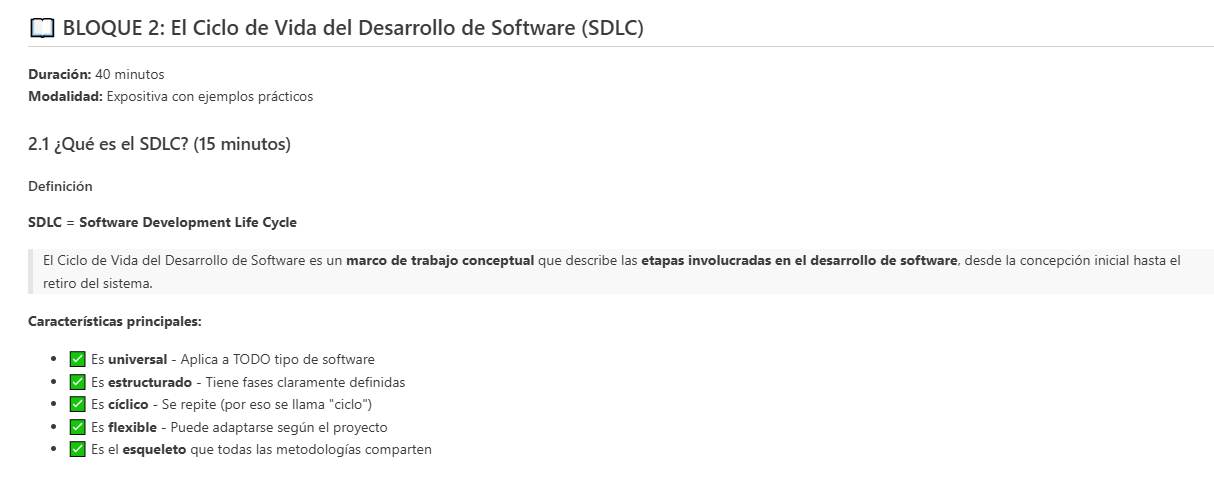 📖 BLOQUE 2: El Ciclo de Vida del Desarrollo de Software (SDLC)
Duración: 40 minutos
Modalidad: Expositiva con ejemplos prácticos
2.1 ¿Qué es el SDLC? (15 minutos)
Definición
SDLC = Software Development Life Cycle
El Ciclo de Vida del Desarrollo de Software es un marco de trabajo conceptual que describe las etapas involucradas en el desarrollo de software, desde la concepción inicial hasta el
retiro del sistema.
Características principales:
• ✅ Es universal - Aplica a TODO tipo de software
• ✅ Es estructurado - Tiene fases claramente definidas
• ✅ Es cíclico - Se repite (por eso se llama "ciclo")
• ✅ Es flexible - Puede adaptarse según el proyecto
• ✅ Es el esqueleto que todas las metodologías comparten